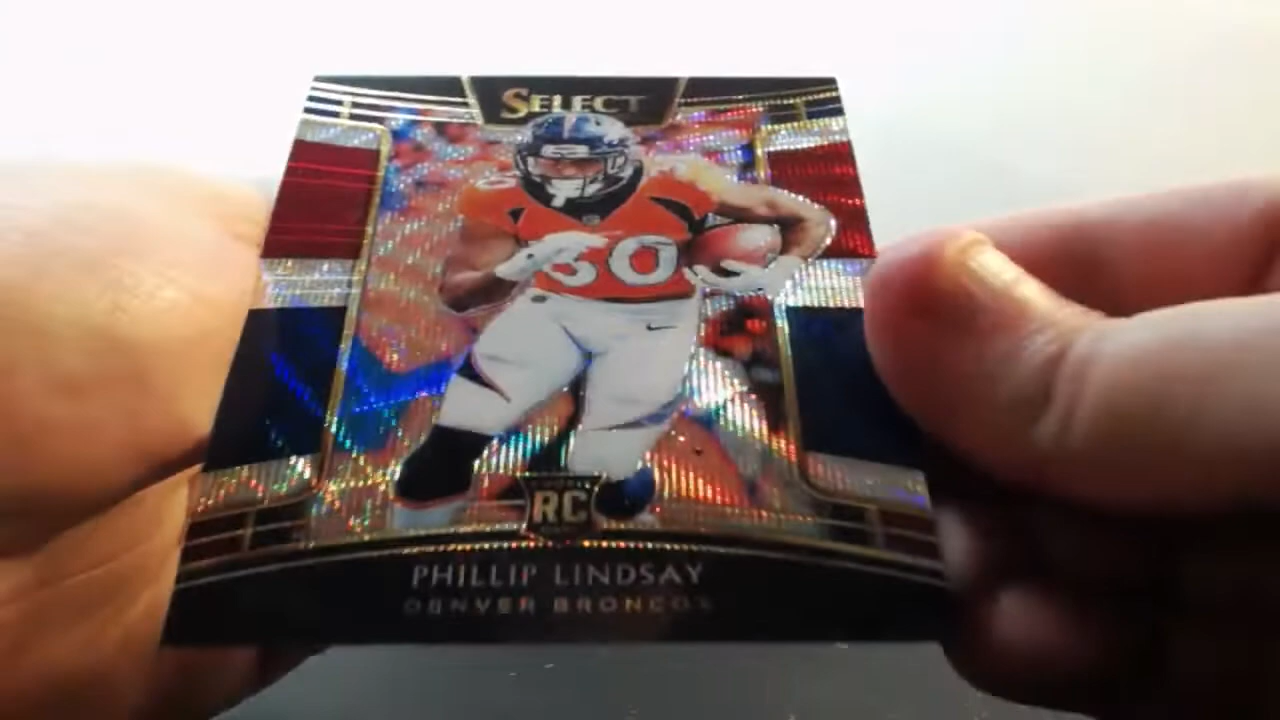 SELECT
30
RC
PHILLIP LINDSAY
DENVER BRONCOS